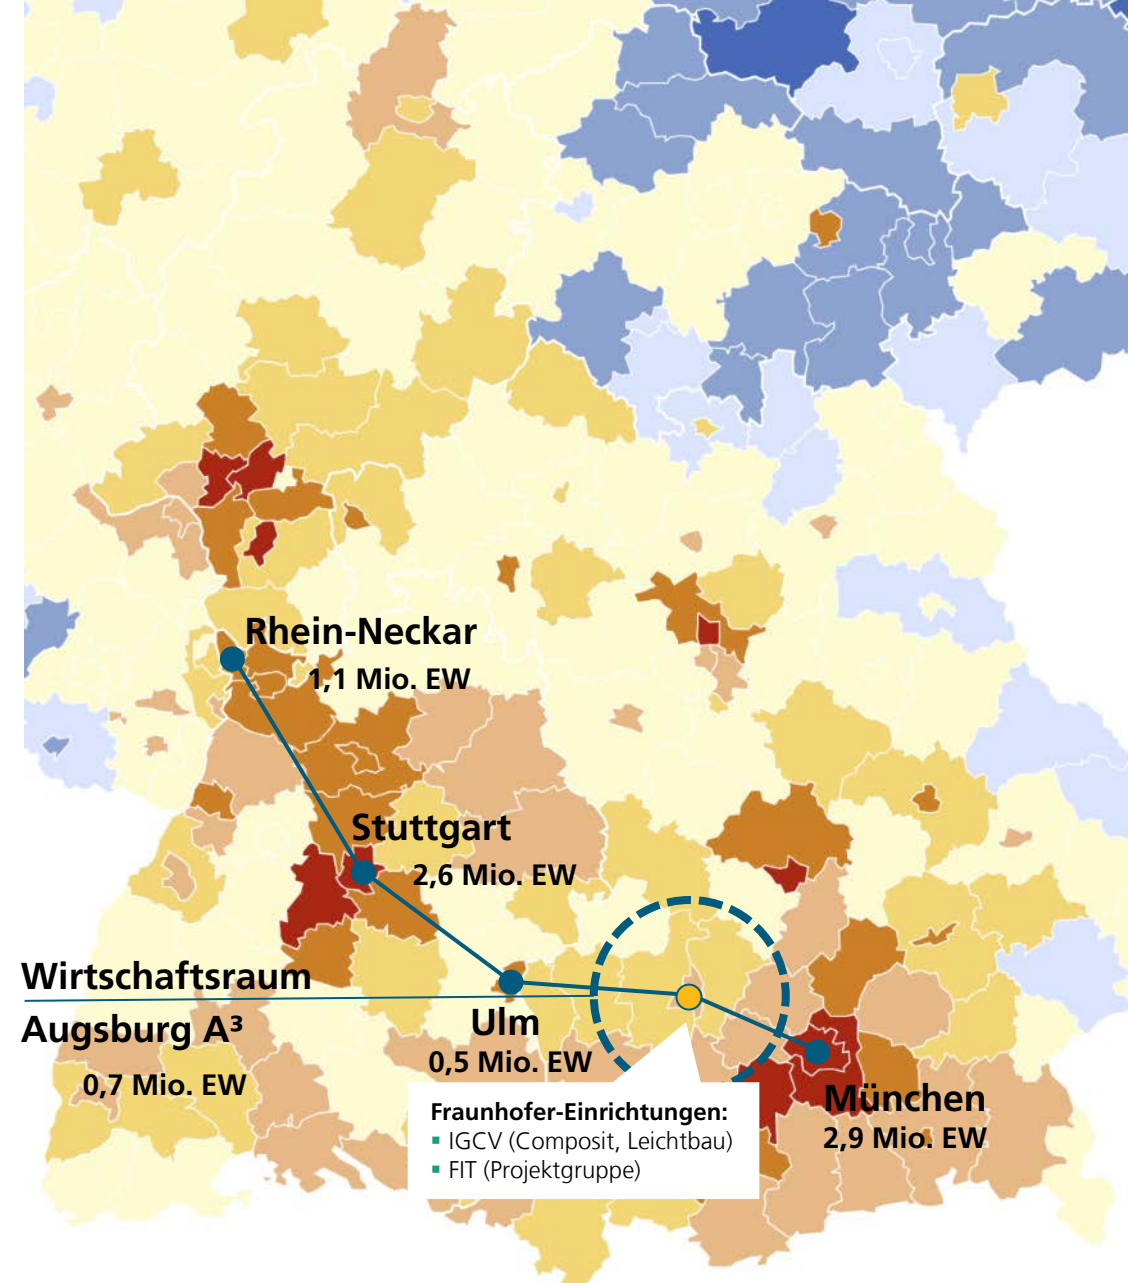 Rhein-Neckar
1,1 Mio. EW
Stuttgart
2,6 Mio. EW
Wirtschaftsraum
Augsburg A³
0,7 Mio. EW
Ulm
0,5 Mio. EW
München
2,9 Mio. EW
Fraunhofer-Einrichtungen:
▪ IGCV (Composit, Leichtbau)
▪ FIT (Projektgruppe)